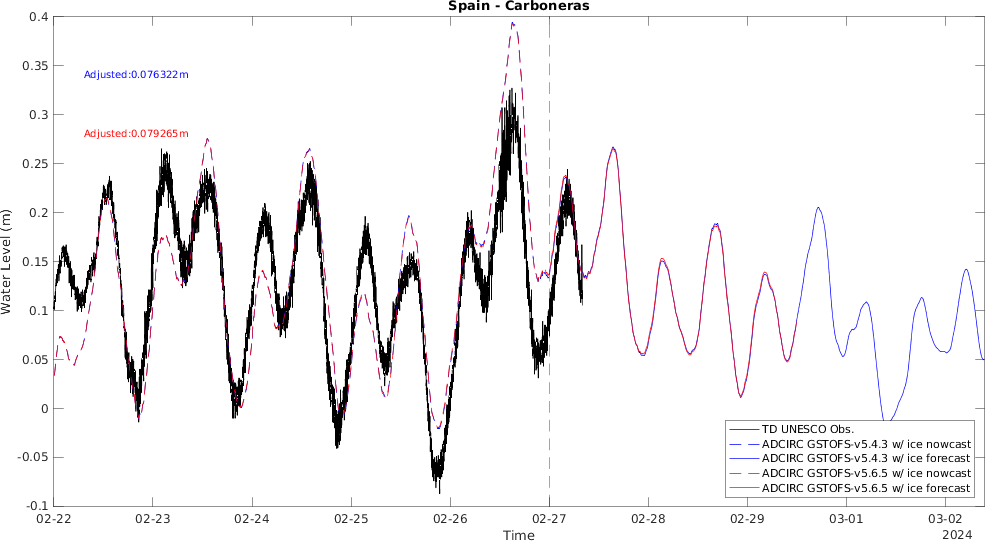 Spain - Carboneras
0.4
0.35
0.3
0.25
0.2
0.15
0.1
0.05
0
-0.05
-0.1
Water Level (m)
Adjusted:0.076322m
Adjusted:0.079265m
TD UNESCO Obs.
ADCIRC GSTOFS-v5.4.3 w/ ice nowcast
ADCIRC GSTOFS-v5.4.3 w/ ice forecast
ADCIRC GSTOFS-v5.6.5 w/ ice nowcast
ADCIRC GSTOFS-v5.6.5 w/ ice forecast
02-22 02-23 02-24 02-25 02-26 02-27 02-28 02-29 03-01 03-02
Time
2024